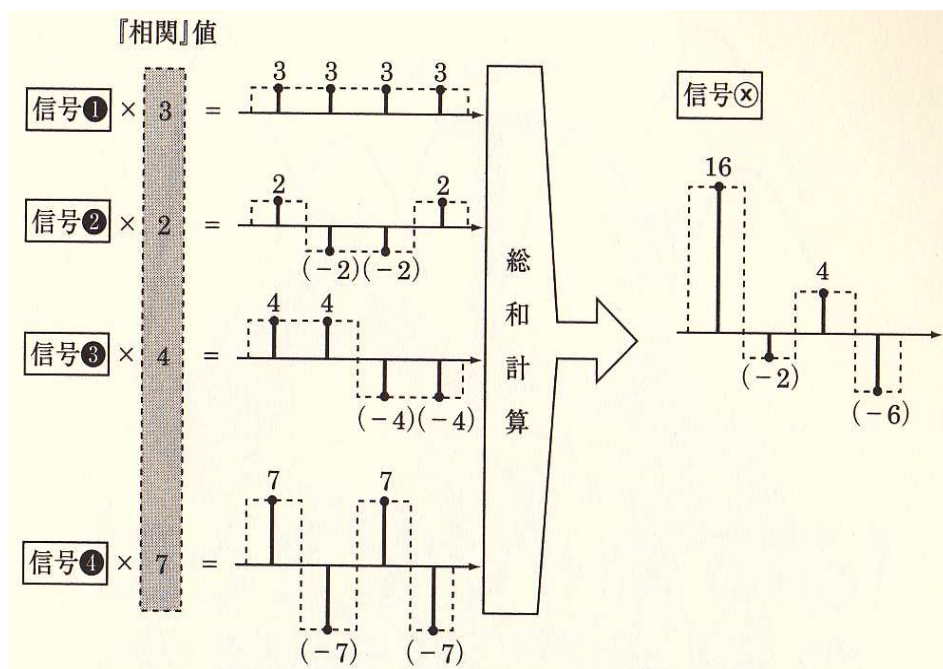 『相関』値
信号❶ × 3 =
3 3 3 3
信号❷ × 2 =
2 2
(−2)(−2)
信号❸ × 4 =
4 4
(−4)(−4)
信号❹ × 7 =
7 7
(−7) (−7)
総和計算
信号ⓧ
16
4
(−2)
(−6)